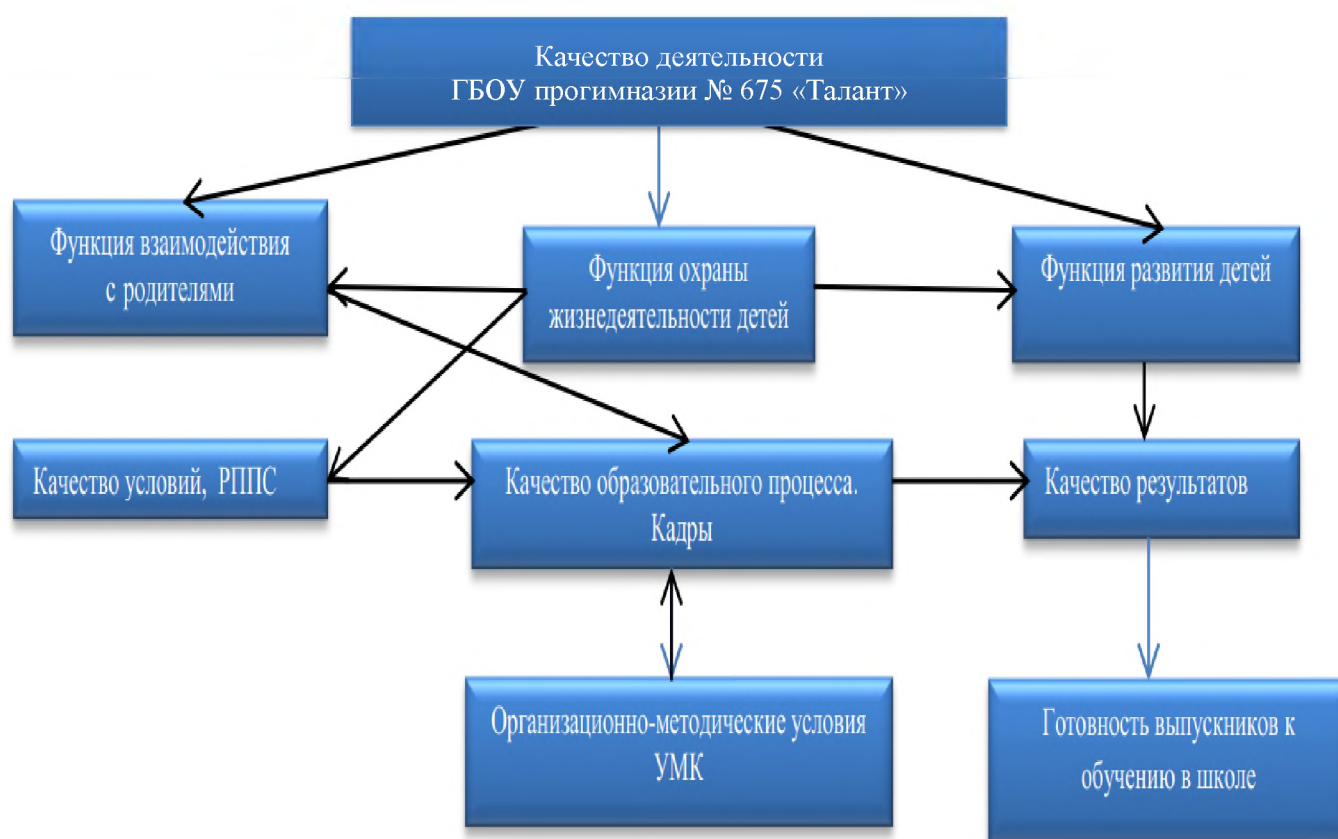 Качество деятельности
ГБОУ прогимназии № 675 «Талант»
Функция взаимодействия
с родителями
Функция охраны
жизнедеятельности детей
Функция развития детей
Качество условий, РППС
Качество образовательного процесса.
Кадры
Качество результатов
Организационно-методические условия
УМК
Готовность выпускников к
обучению в школе